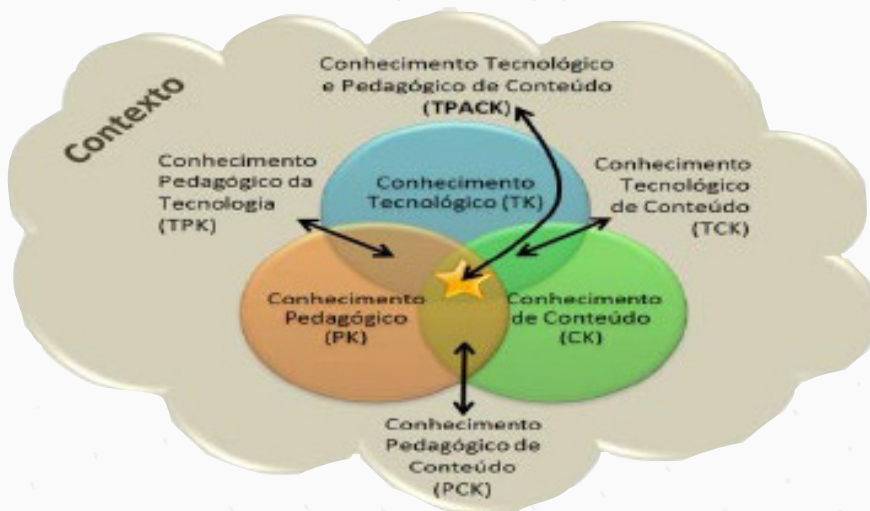 Contexto
Conhecimento Tecnológico
e Pedagógico de Conteúdo
(TPACK)
Conhecimento
Pedagógico da
Tecnologia
(TPK)
Conhecimento
Tecnológico (TK)
Conhecimento
Tecnológico
de Conteúdo
(TCK)
Conhecimento
Pedagógico
(PK)
Conhecimento
de Conteúdo
(CK)
Conhecimento
Pedagógico de
Conteúdo
(PCK)